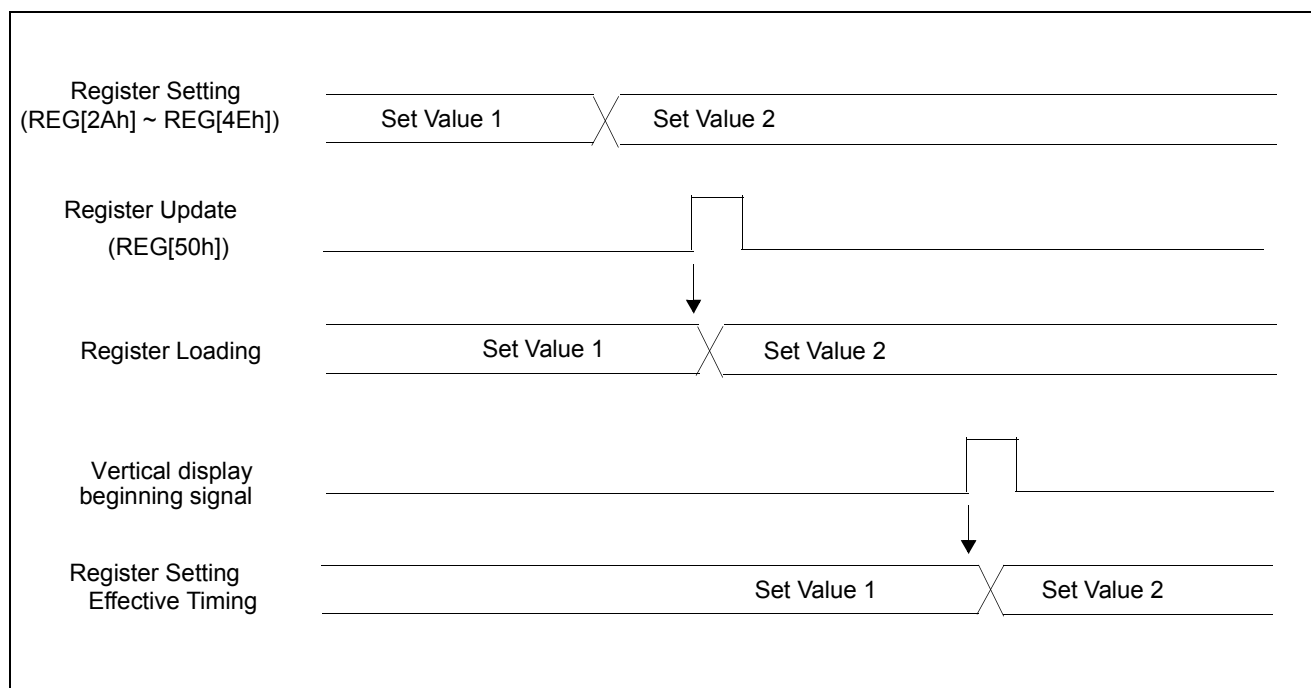 Register Setting
(REG[2Ah] ~ REG[4Eh])
Set Value 1
Set Value 2
Register Update
(REG[50h])
Register Loading
Set Value 1
Set Value 2
Vertical display
beginning signal
Register Setting
Effective Timing
Set Value 1
Set Value 2